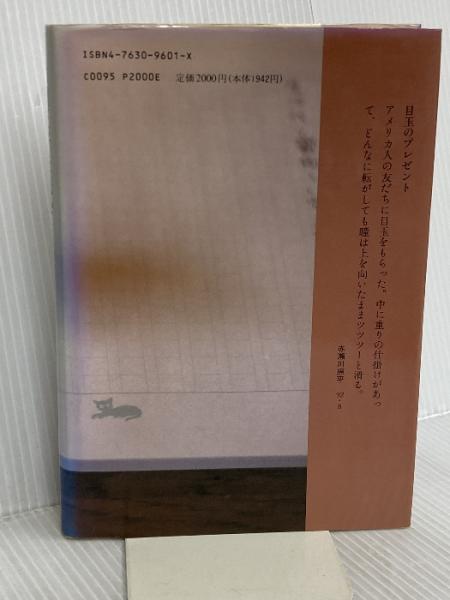 ISBN4-7630-9601-X
C0095 P2000E 定価2000円(本体1942円)
目玉のプレゼント
アメリカ人の友だちに目玉をもらった。中に重りの仕掛けがあっ
て、どんなに転がしても瞳は上を向いたままツツツーと滑る。
赤瀬川原平 '92・8